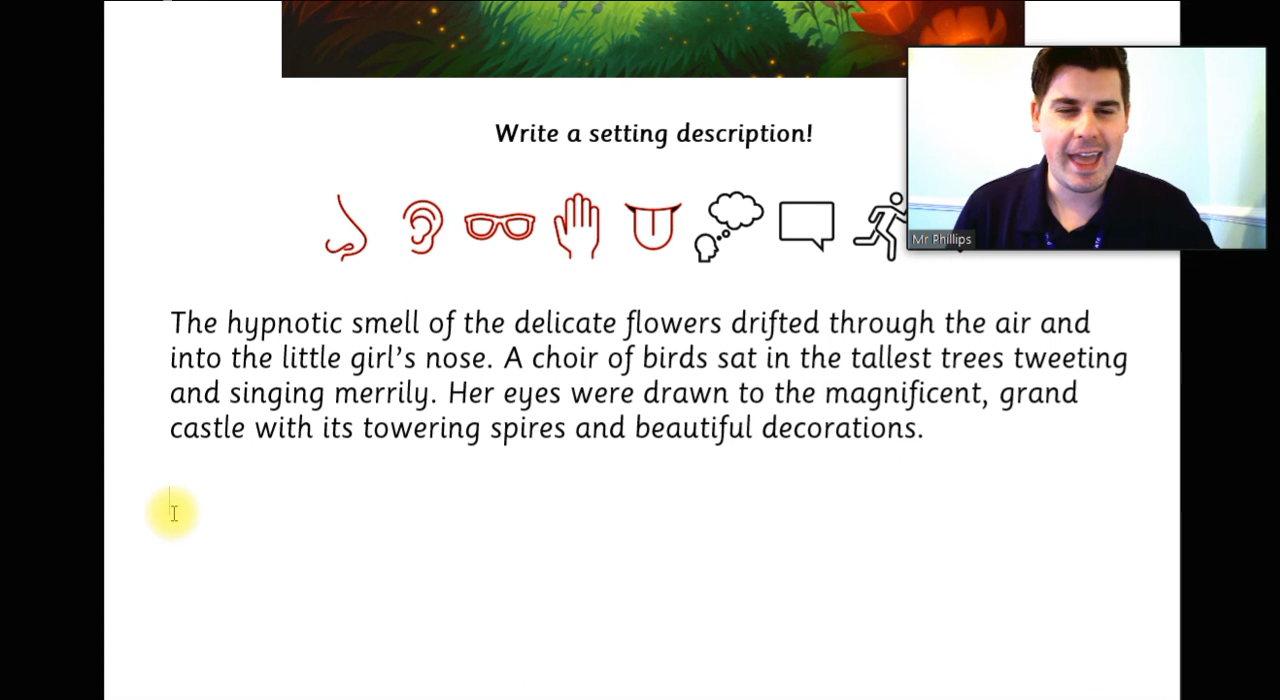 Write a setting description!
Mr Phillips
The hypnotic smell of the delicate flowers drifted through the air and
into the little girl’s nose. A choir of birds sat in the tallest trees tweeting
and singing merrily. Her eyes were drawn to the magnificent, grand
castle with its towering spires and beautiful decorations.